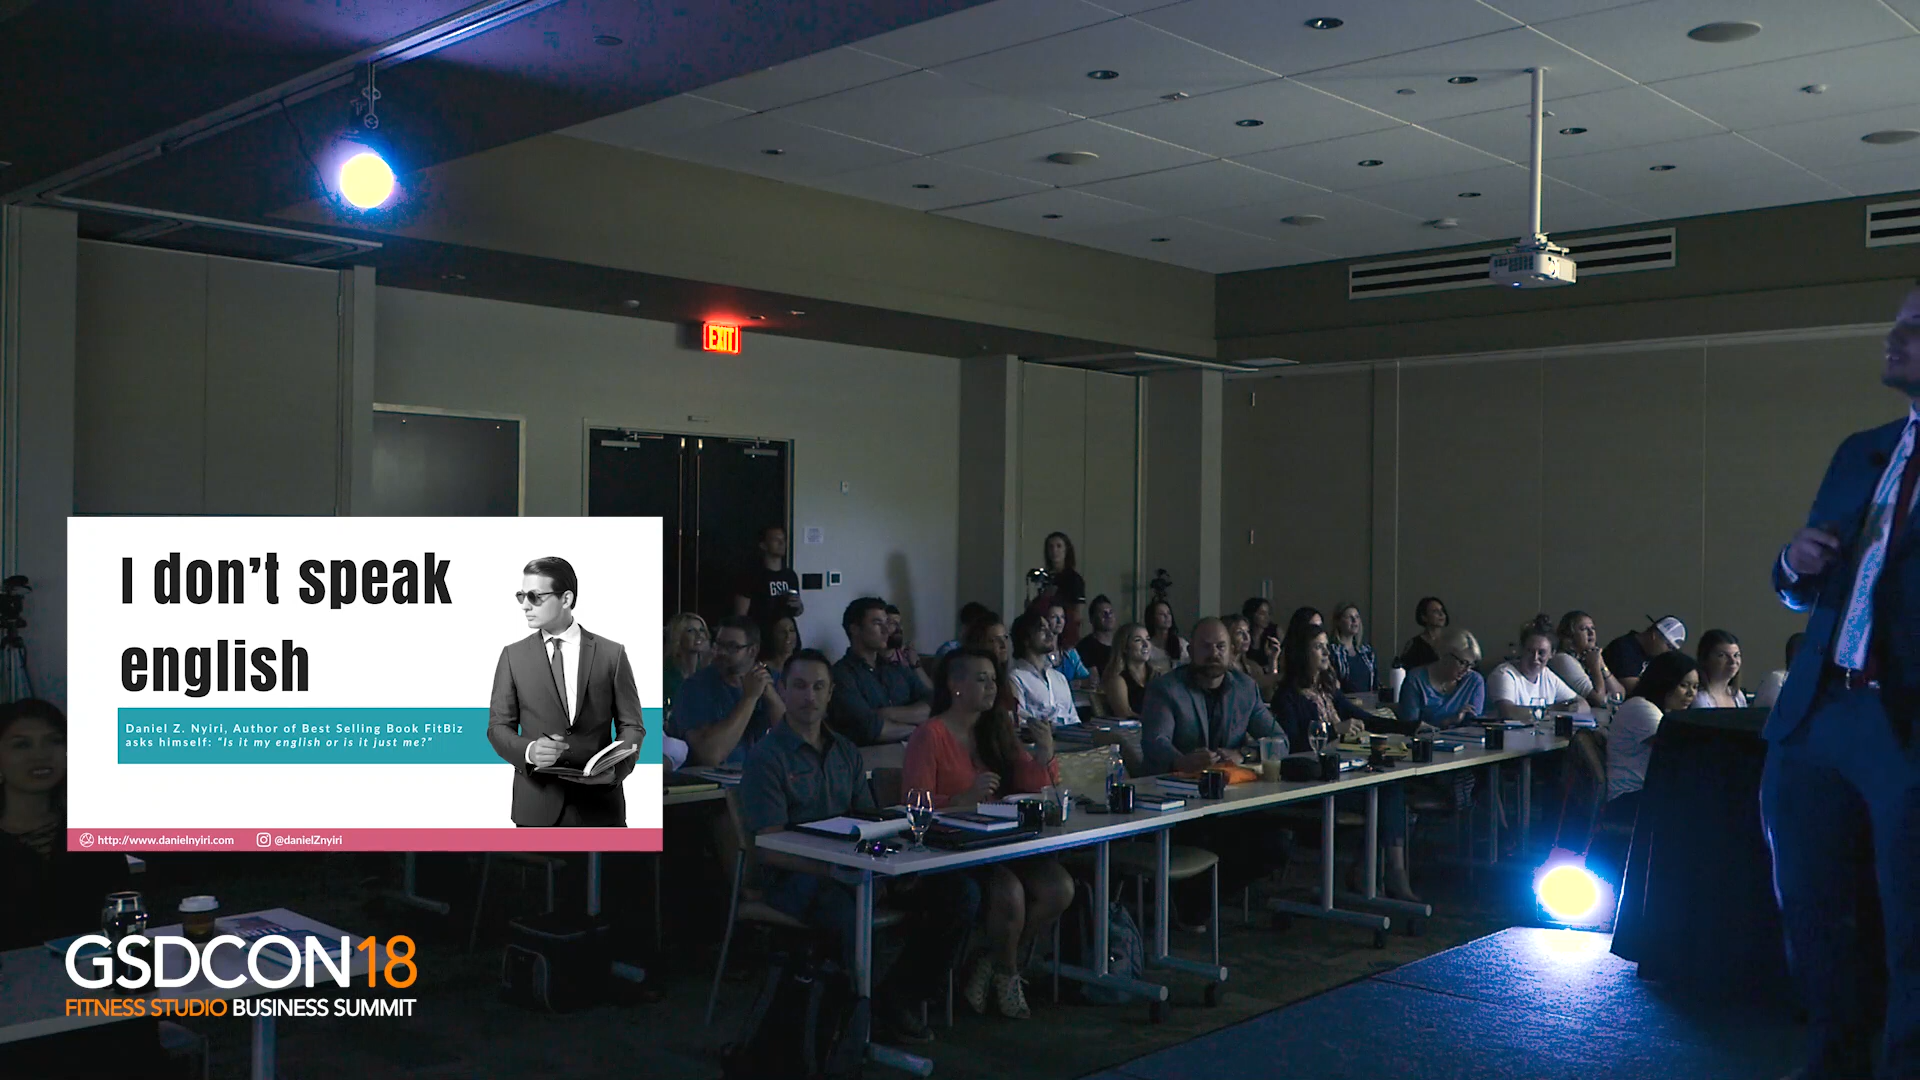 EXIT
GSD
I don't speak
english
Daniel Z. Nyiri, Author of Best Selling Book FitBiz
asks himself: "Is it my english or is it just me?"
http://www.danielnyiri.com @danielZnyiri
GSDCON18
FITNESS STUDIO BUSINESS SUMMIT